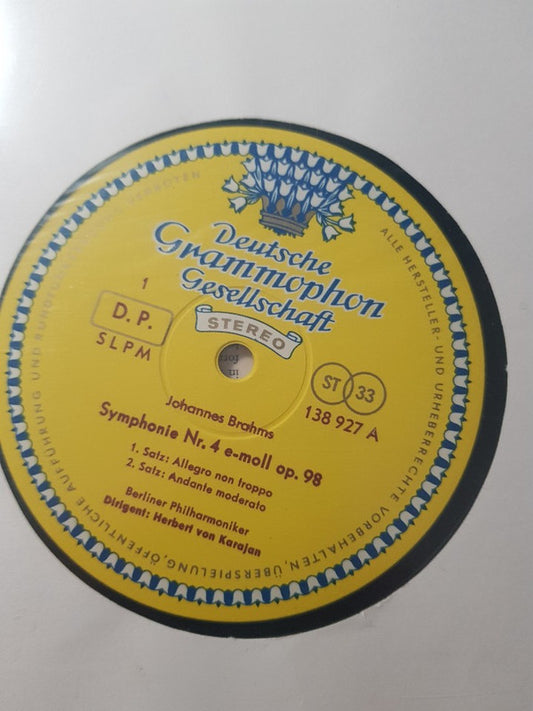 Deutsche
Grammophon
Gesellschaft
STEREO
1
D.P.
SLPM
ST 33
138 927 A
Johannes Brahms
Symphonie Nr. 4 e-moll op. 98
1. Satz: Allegro non troppo
2. Satz: Andante moderato
Berliner Philharmoniker
Dirigent: Herbert von Karajan
ALLE HERSTELLER- UND URHEBERRECHTE VORBEHALTEN, ÜBERSPIELUNG, ÖFFENTLICHE AUFFÜHRUNG UND RUNDFUNKSENDUNG VERBOTEN